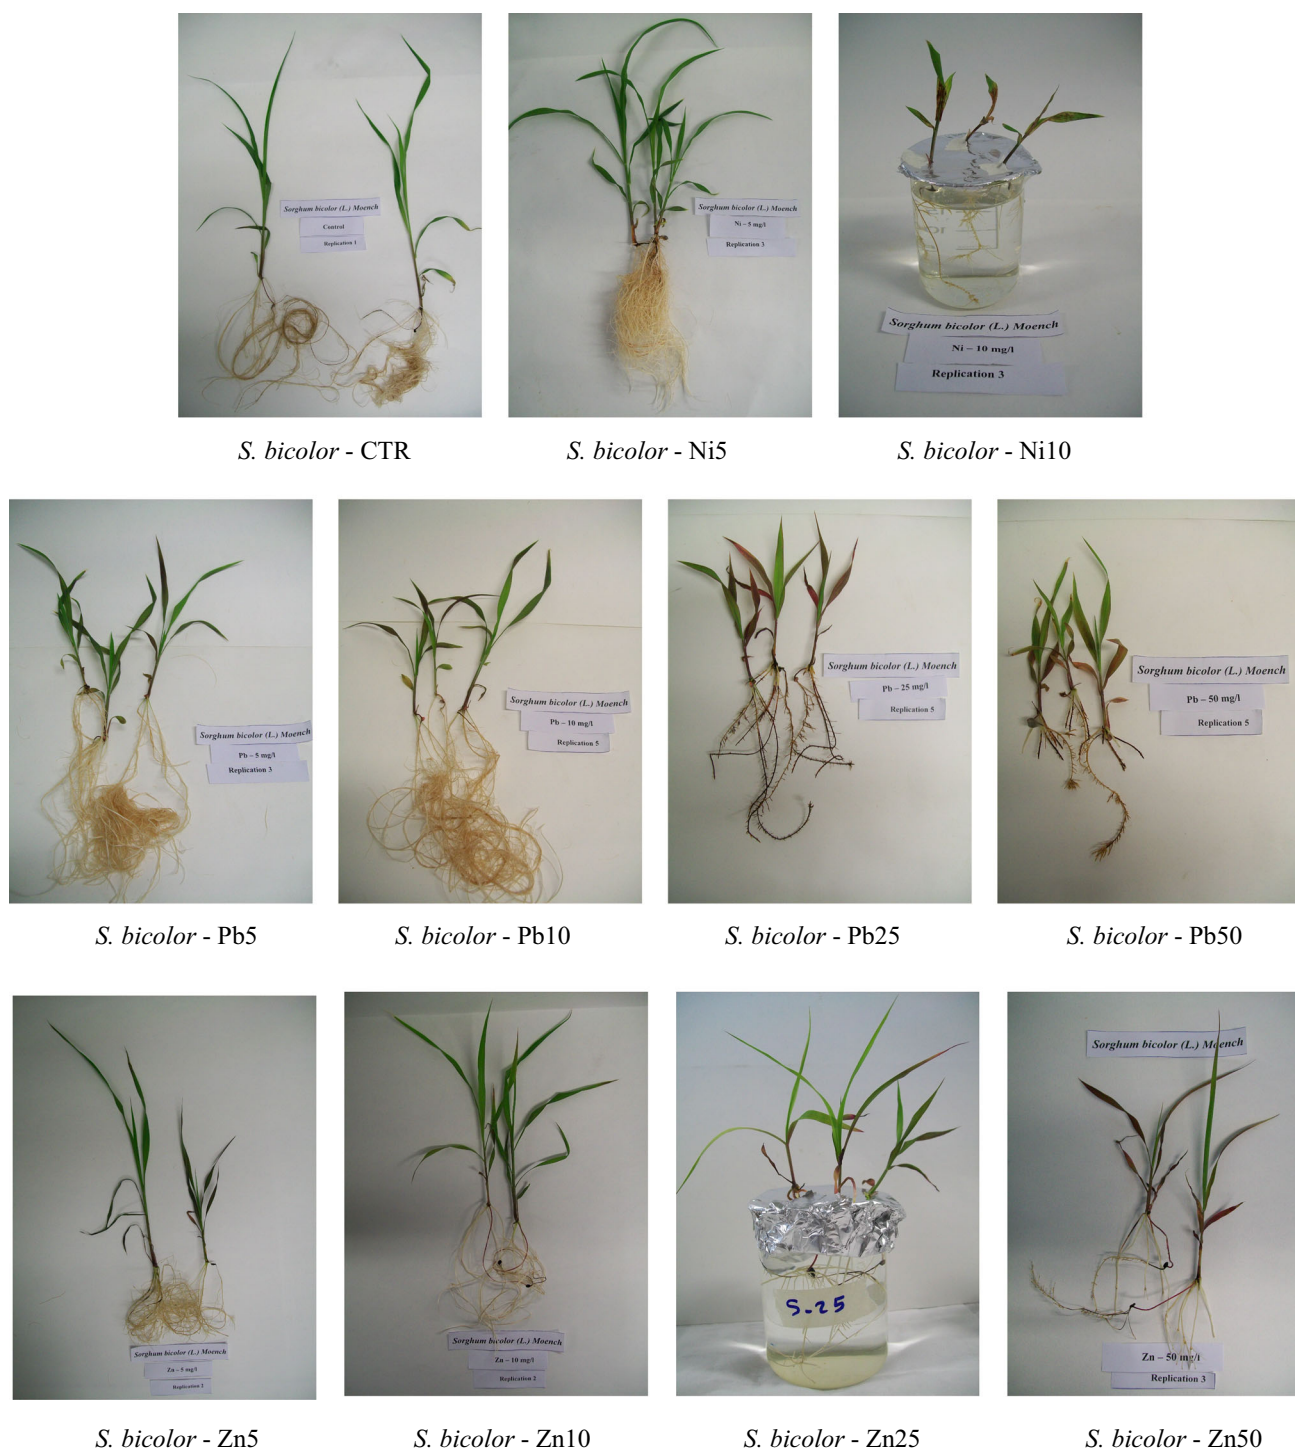 Sorghum bicolor (L.) Moench
Control
Replication 1
Sorghum bicolor (L.) Moench
Ni – 5 mg/l
Replication 3
Sorghum bicolor (L.) Moench
Ni – 10 mg/l
Replication 3
S. bicolor - CTR
S. bicolor - Ni5
S. bicolor - Ni10
Sorghum bicolor (L.) Moench
Pb – 5 mg/l
Replication 3
Sorghum bicolor (L.) Moench
Pb – 10 mg/l
Replication 5
Sorghum bicolor (L.) Moench
Pb – 25 mg/l
Replication 5
Sorghum bicolor (L.) Moench
Pb – 50 mg/l
Replication 5
S. bicolor - Pb5
S. bicolor - Pb10
S. bicolor - Pb25
S. bicolor - Pb50
Sorghum bicolor (L.) Moench
Zn – 5 mg/l
Replication 2
Sorghum bicolor (L.) Moench
Zn – 10 mg/l
Replication 2
S-25
Sorghum bicolor (L.) Moench
Zn – 50 mg/l
Replication 3
S. bicolor - Zn5
S. bicolor - Zn10
S. bicolor - Zn25
S. bicolor - Zn50